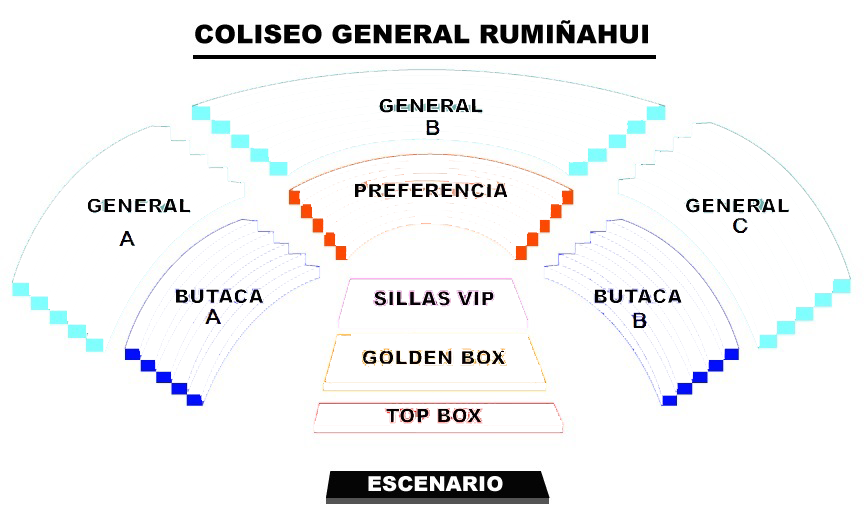 COLISEO GENERAL RUMIÑAHUI
GENERAL
B
PREFERENCIA
GENERAL
A
GENERAL
C
BUTACA
A
SILLAS VIP
BUTACA
B
GOLDEN BOX
TOP BOX
ESCENARIO